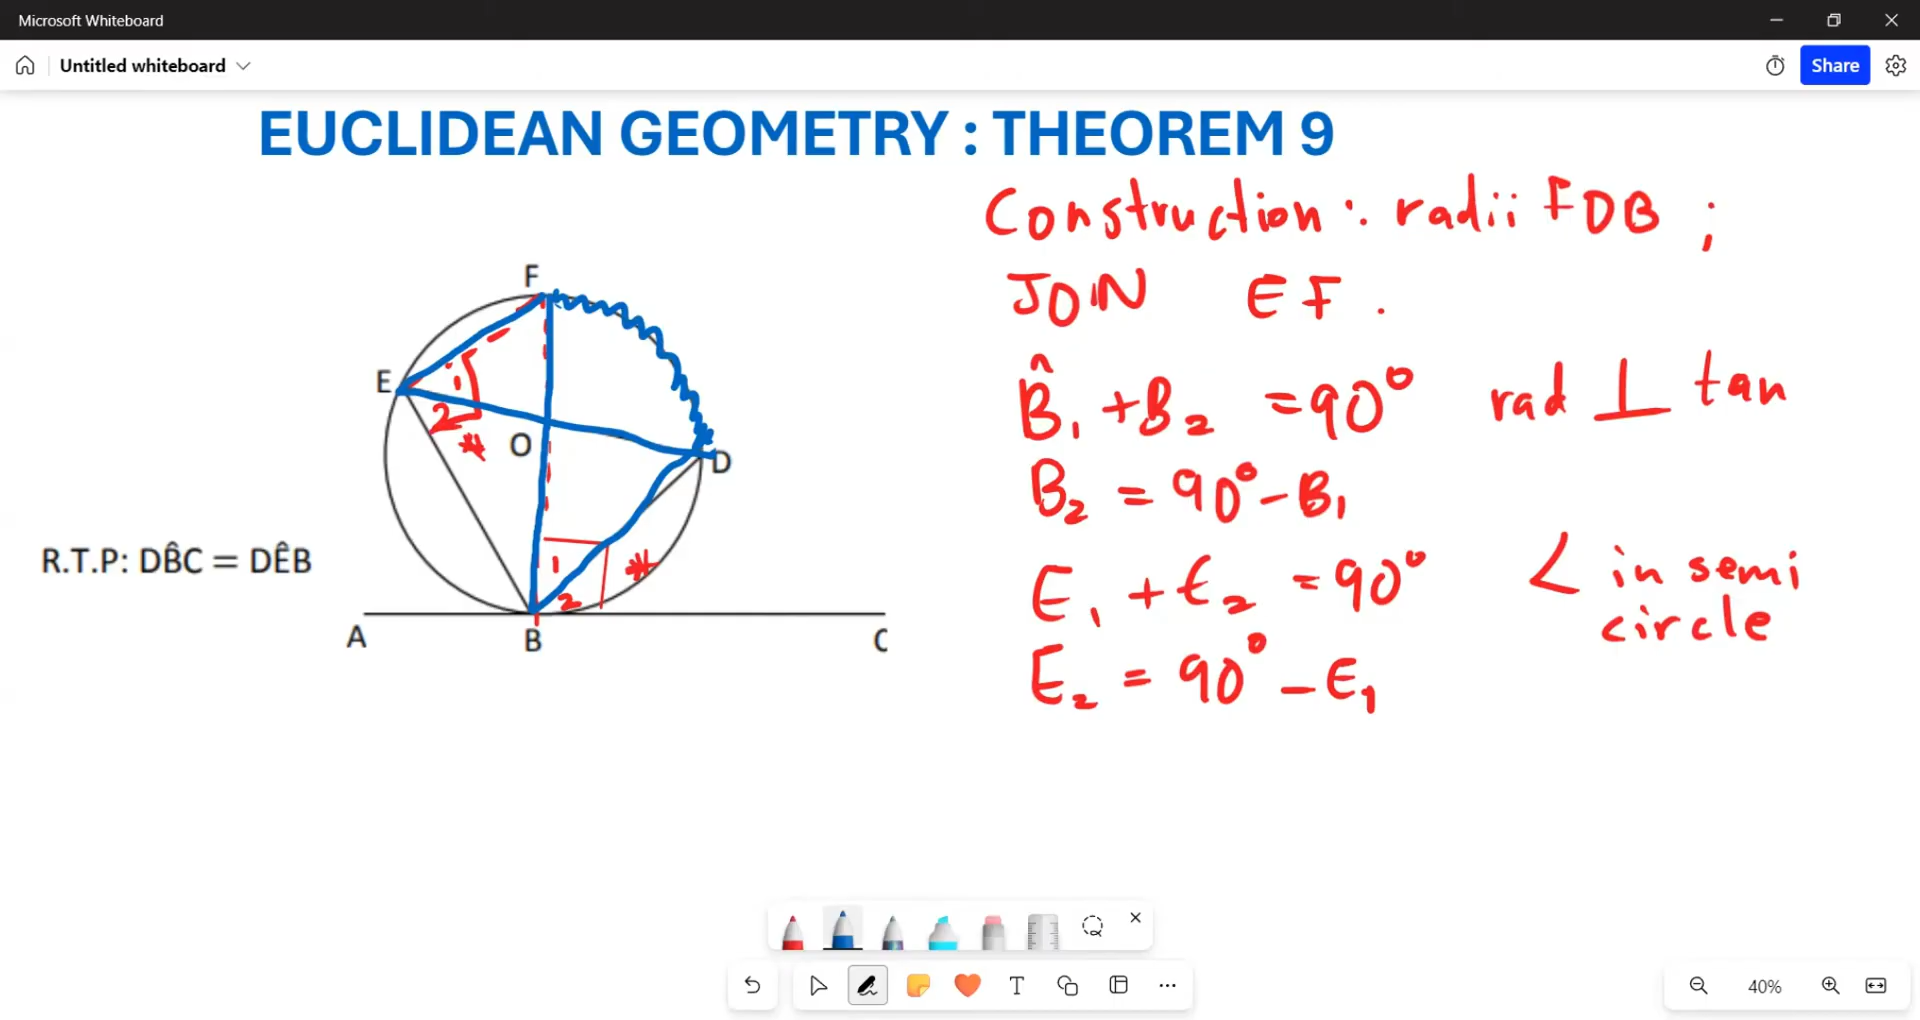 Microsoft Whiteboard
Untitled whiteboard
Share
EUCLIDEAN GEOMETRY : THEOREM 9
Construction : radii FOB ;
JOIN EF .
B̂₁ + B₂ = 90° rad ⊥ tan
B₂ = 90° - B₁
E₁ + E₂ = 90° < in semi
circle
E₂ = 90° - E₁
F
E
1
2
O
D
R.T.P: DB̂C = DÊB
1
2
A
B
C
40%